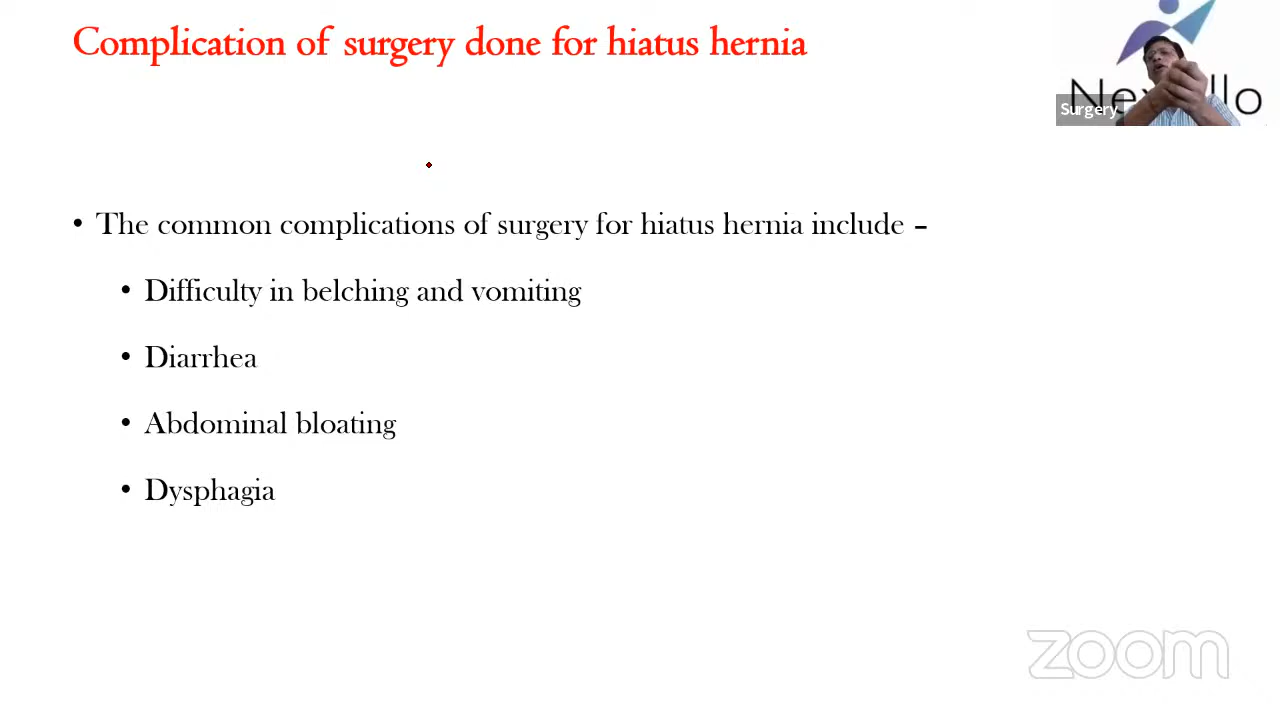 Complication of surgery done for hiatus hernia
Surgery
• The common complications of surgery for hiatus hernia include –
• Difficulty in belching and vomiting
• Diarrhea
• Abdominal bloating
• Dysphagia
zoom